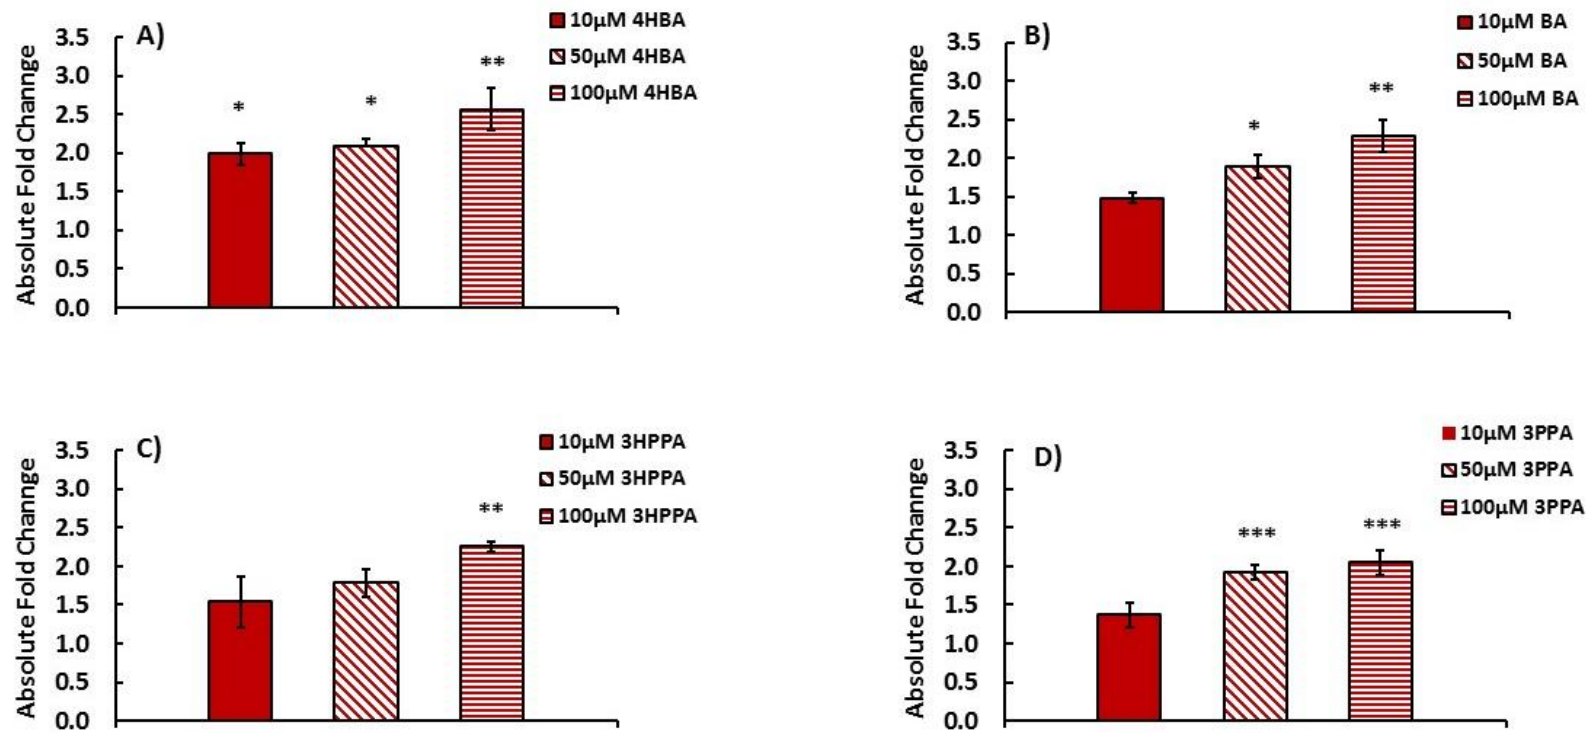 A)
10µM 4HBA
50µM 4HBA
100µM 4HBA
Absolute Fold Channge
3.5
3.0
2.5
2.0
1.5
1.0
0.5
0.0
*
*
**
B)
10µM BA
50µM BA
100µM BA
Absolute Fold Channge
3.5
3.0
2.5
2.0
1.5
1.0
0.5
0.0
*
**
C)
10µM 3HPPA
50µM 3HPPA
100µM 3HPPA
Absolute Fold Channge
3.5
3.0
2.5
2.0
1.5
1.0
0.5
0.0
**
D)
10µM 3PPA
50µM 3PPA
100µM 3PPA
Absolute Fold Channge
3.5
3.0
2.5
2.0
1.5
1.0
0.5
0.0
***
***